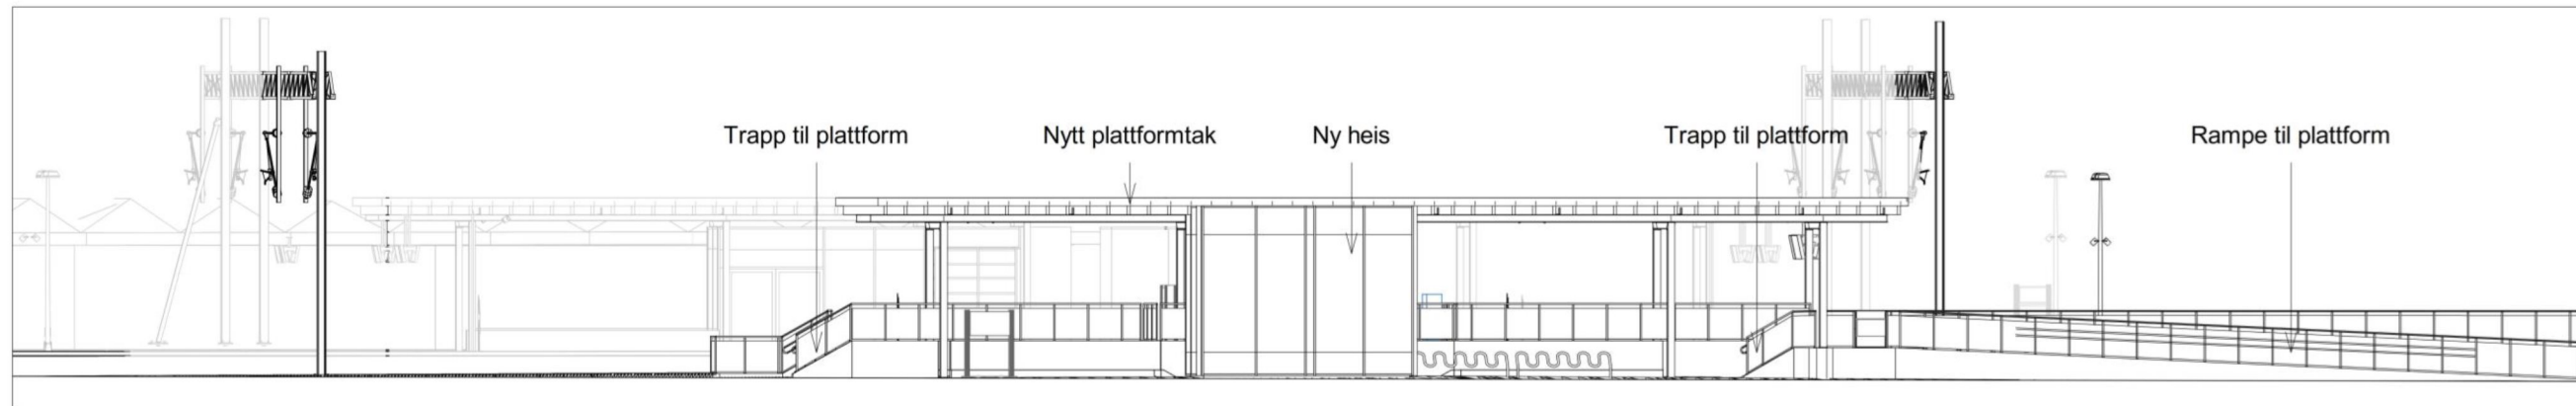 Trapp til plattform
Nytt plattformtak
Ny heis
Trapp til plattform
Rampe til plattform